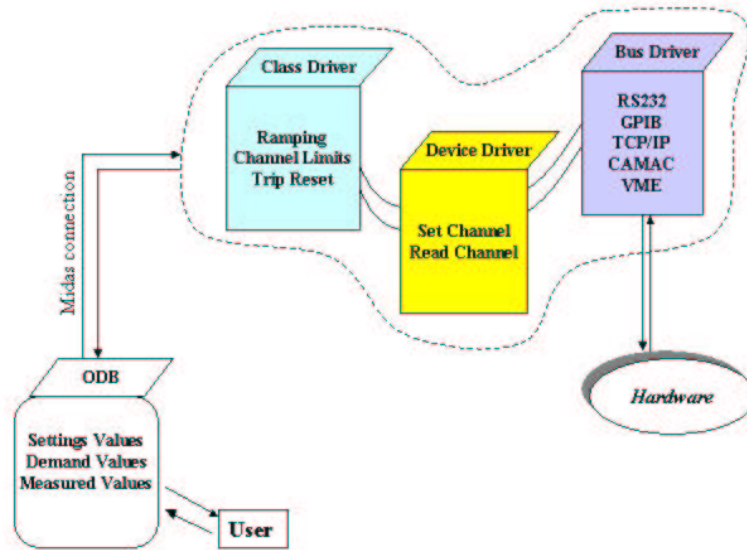 Class Driver
Ramping
Channel Limits
Trip Reset
Device Driver
Set Channel
Read Channel
Bus Driver
RS232
GPIB
TCP/IP
CAMAC
VME
Midas connection
ODB
Settings Values
Demand Values
Measured Values
User
Hardware